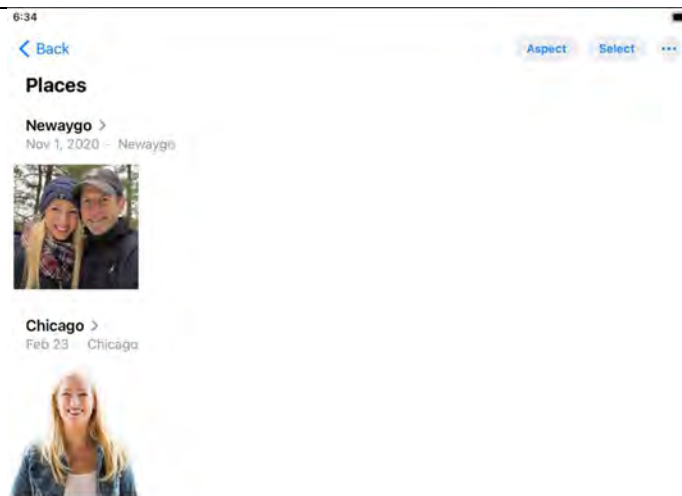 6:34
Back
Aspect Select ...
Places
Newaygo >
Nov 1, 2020 - Newaygo
Chicago >
Feb 23 Chicago